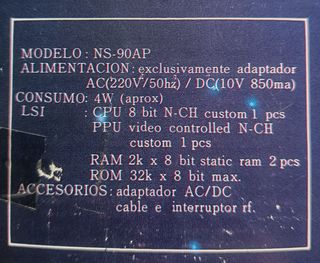 MODELO : NS-90AP
ALIMENTACION: exclusivamente adaptador
AC(220V/50hz) / DC(10V 850ma)
CONSUMO: 4W (aprox)
LSI : CPU 8 bit N-CH custom 1 pcs
PPU video controlled N-CH
custom 1 pcs
RAM 2k x 8 bit static ram 2 pcs
ROM 32k x 8 bit max.
ACCESORIOS: adaptador AC/DC
cable e interruptor rf.